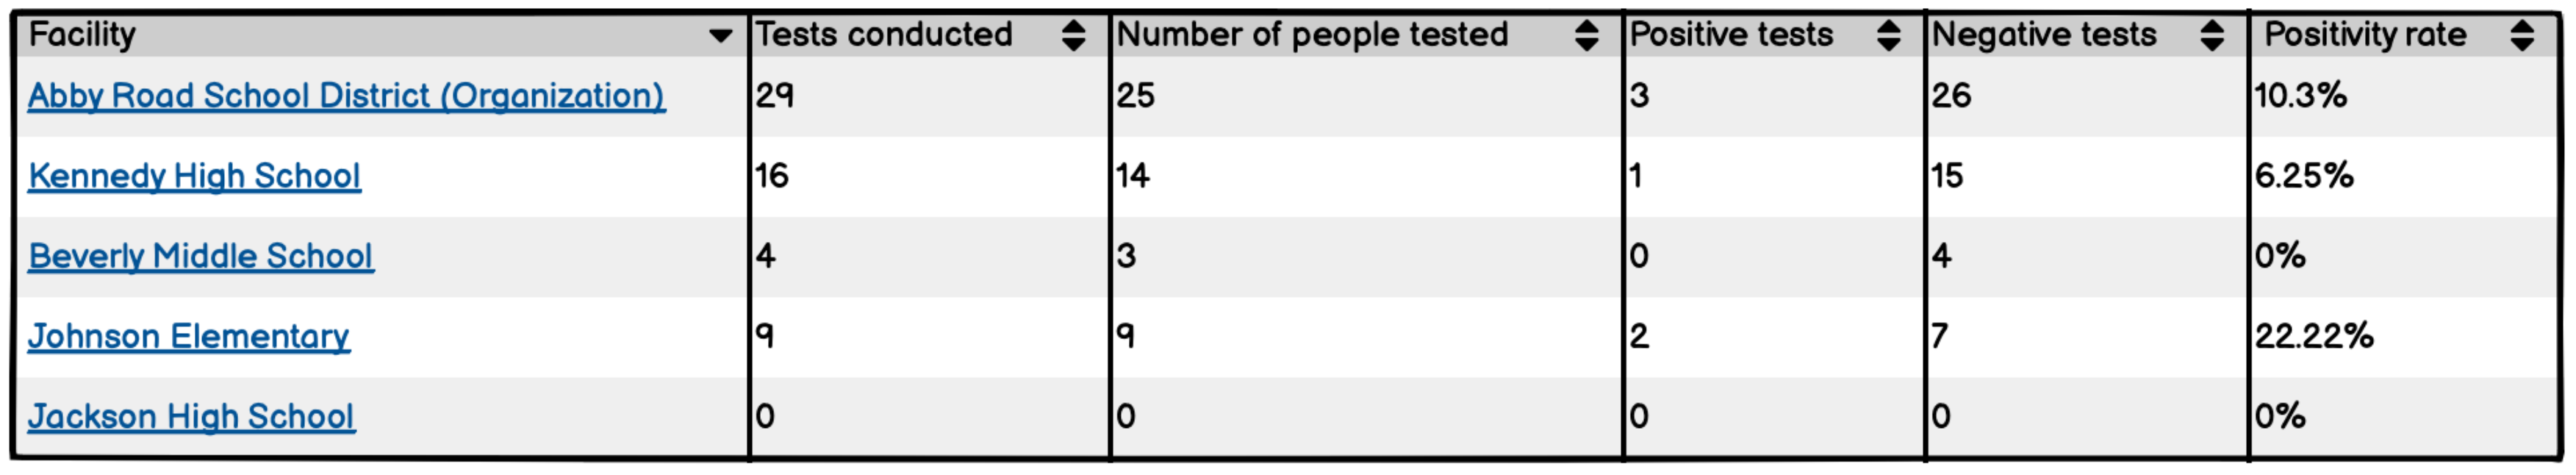 Facility Tests conducted Number of people tested Positive tests Negative tests Positivity rate
Abby Road School District (Organization) 29 25 3 26 10.3%
Kennedy High School 16 14 1 15 6.25%
Beverly Middle School 4 3 0 4 0%
Johnson Elementary 9 9 2 7 22.22%
Jackson High School 0 0 0 0 0%